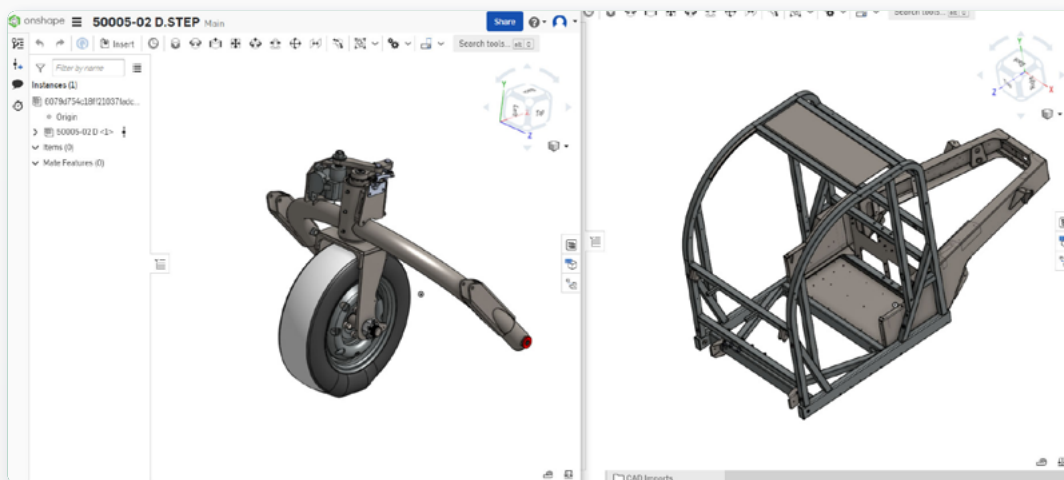 onshape 50005-02 D.STEP Main
Share
Insert
Search tools...
Search tools...
Filter by name
Instances (1)
Origin
50005-02 D <1>
Items (0)
Mate Features (0)
CAD Imports